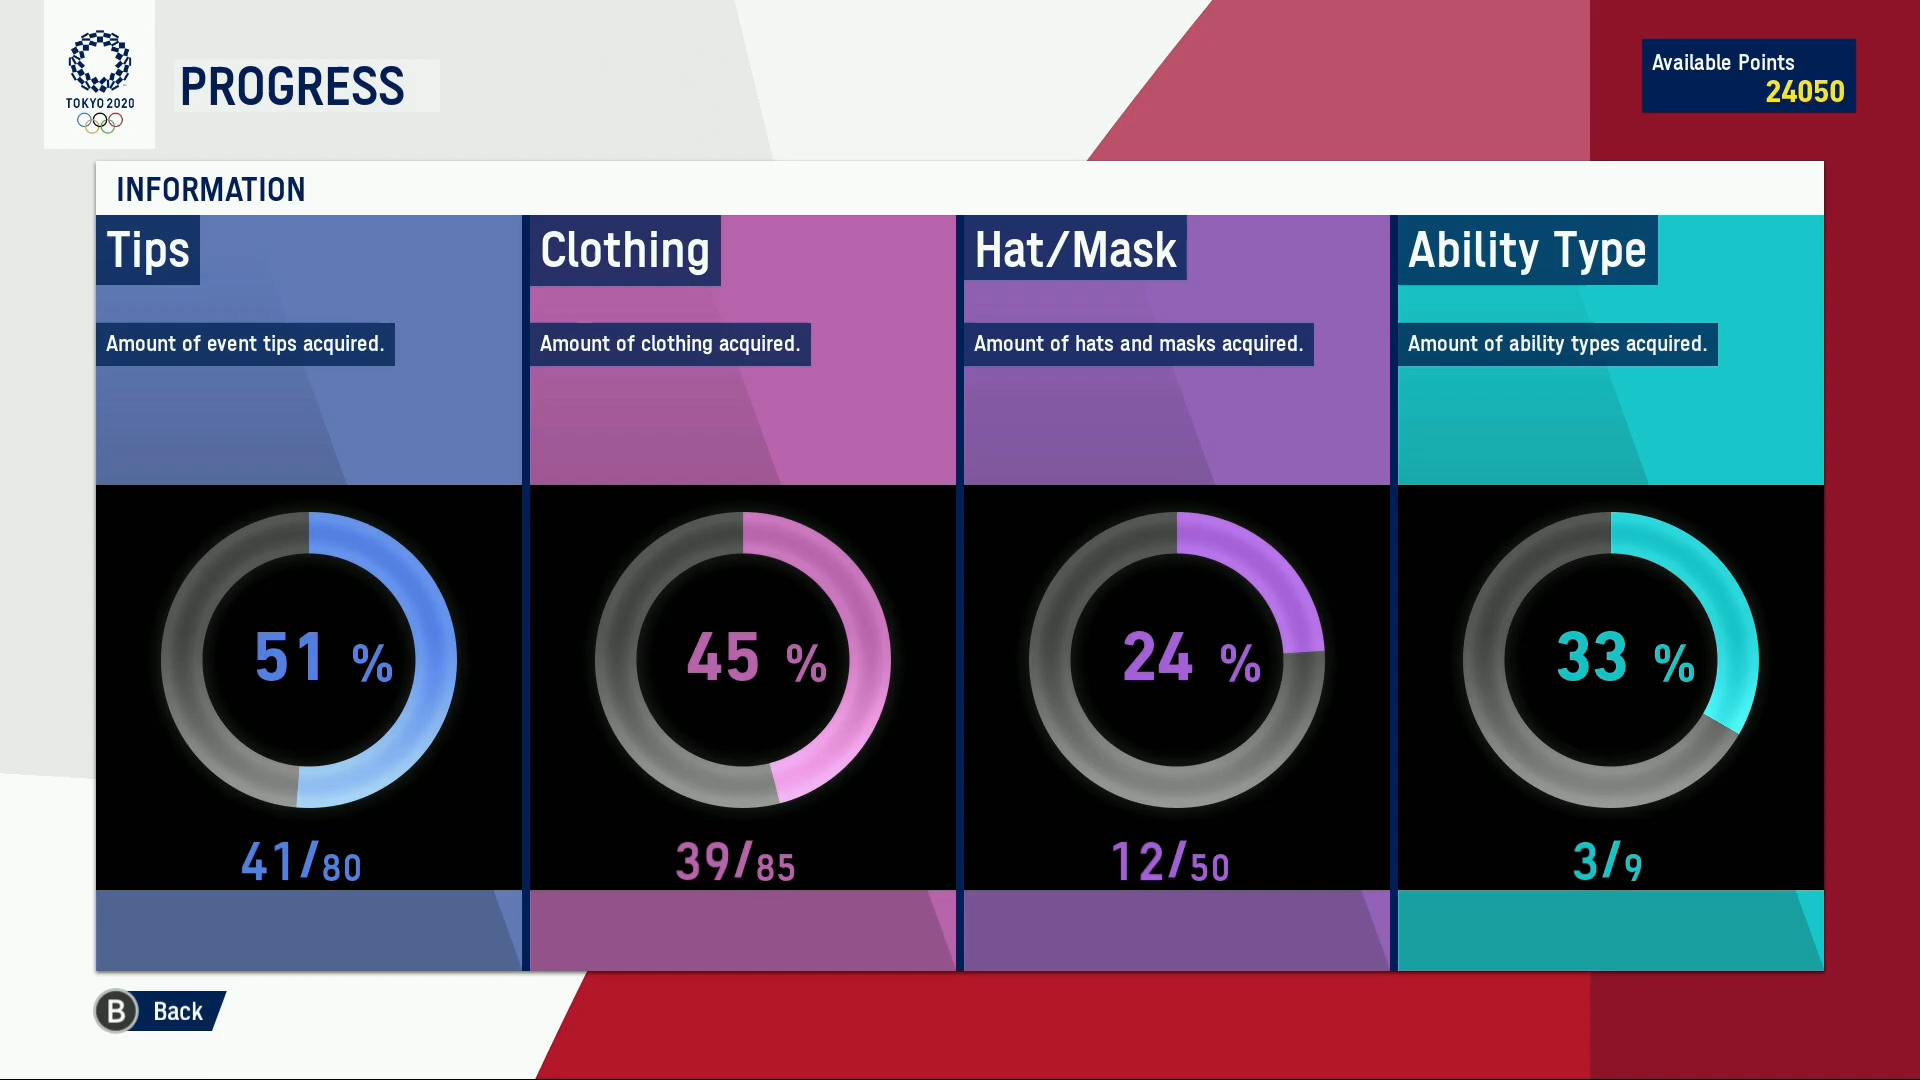 TOKYO 2020
PROGRESS
Available Points
24050
INFORMATION
Tips
Amount of event tips acquired.
51 %
41/80
Clothing
Amount of clothing acquired.
45 %
39/85
Hat/Mask
Amount of hats and masks acquired.
24 %
12/50
Ability Type
Amount of ability types acquired.
33 %
3/9
B Back